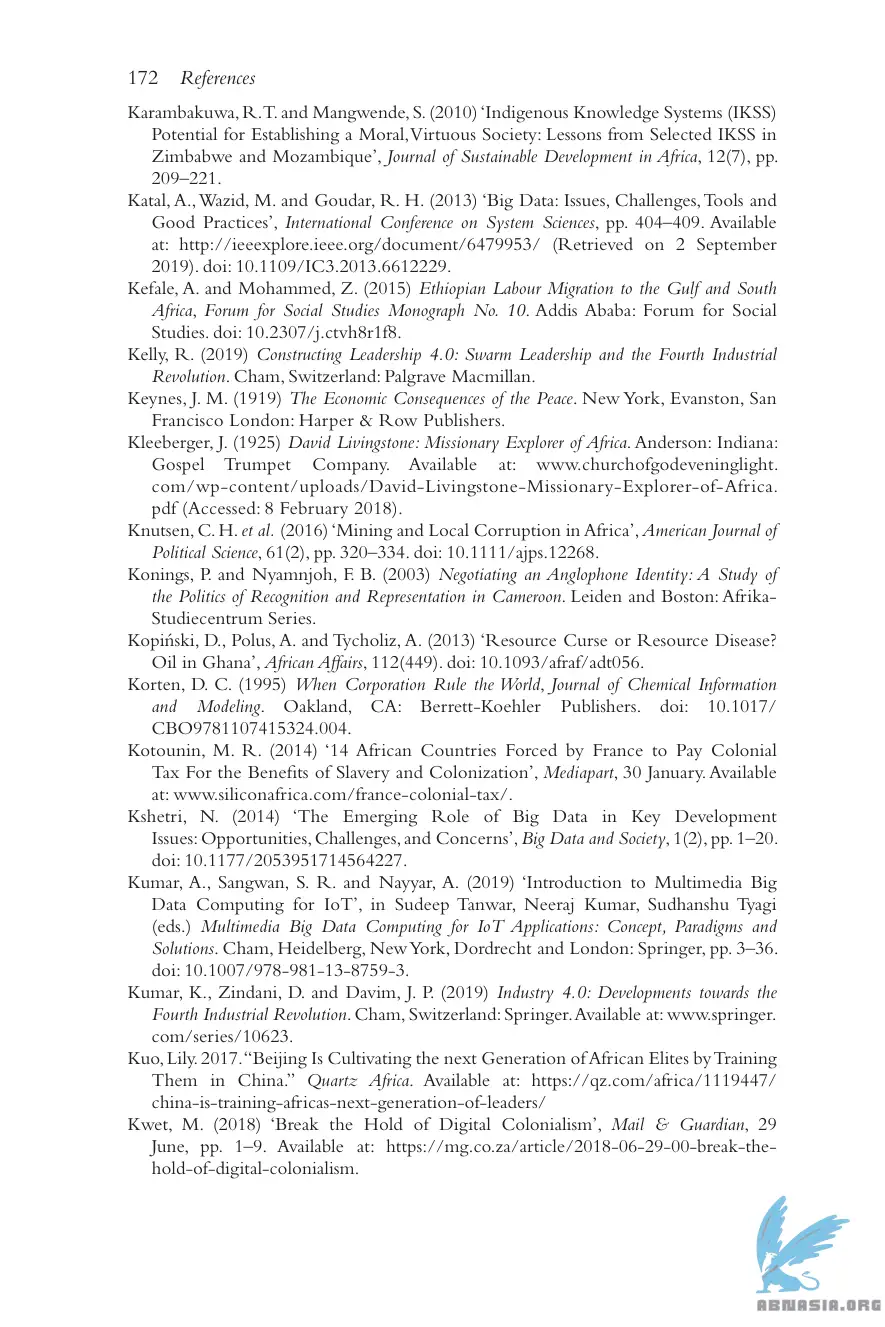 172 References
Karambakuwa, R.T. and Mangwende, S. (2010) ‘Indigenous Knowledge Systems (IKSS)
Potential for Establishing a Moral, Virtuous Society: Lessons from Selected IKSS in
Zimbabwe and Mozambique’, Journal of Sustainable Development in Africa, 12(7), pp.
209–221.
Katal, A., Wazid, M. and Goudar, R. H. (2013) ‘Big Data: Issues, Challenges, Tools and
Good Practices’, International Conference on System Sciences, pp. 404–409. Available
at: http://ieeexplore.ieee.org/document/6479953/ (Retrieved on 2 September
2019). doi: 10.1109/IC3.2013.6612229.
Kefale, A. and Mohammed, Z. (2015) Ethiopian Labour Migration to the Gulf and South
Africa, Forum for Social Studies Monograph No. 10. Addis Ababa: Forum for Social
Studies. doi: 10.2307/j.ctvh8r1f8.
Kelly, R. (2019) Constructing Leadership 4.0: Swarm Leadership and the Fourth Industrial
Revolution. Cham, Switzerland: Palgrave Macmillan.
Keynes, J. M. (1919) The Economic Consequences of the Peace. New York, Evanston, San
Francisco London: Harper & Row Publishers.
Kleeberger, J. (1925) David Livingstone: Missionary Explorer of Africa. Anderson: Indiana:
Gospel Trumpet Company. Available at: www.churchofgodeveninglight.
com/wp-content/uploads/David-Livingstone-Missionary-Explorer-of-Africa.
pdf (Accessed: 8 February 2018).
Knutsen, C. H. et al. (2016) ‘Mining and Local Corruption in Africa’, American Journal of
Political Science, 61(2), pp. 320–334. doi: 10.1111/ajps.12268.
Konings, P. and Nyamnjoh, F. B. (2003) Negotiating an Anglophone Identity: A Study of
the Politics of Recognition and Representation in Cameroon. Leiden and Boston: Afrika-
Studiecentrum Series.
Kopiński, D., Polus, A. and Tycholiz, A. (2013) ‘Resource Curse or Resource Disease?
Oil in Ghana’, African Affairs, 112(449). doi: 10.1093/afraf/adt056.
Korten, D. C. (1995) When Corporation Rule the World, Journal of Chemical Information
and Modeling. Oakland, CA: Berrett-Koehler Publishers. doi: 10.1017/
CBO9781107415324.004.
Kotounin, M. R. (2014) ‘14 African Countries Forced by France to Pay Colonial
Tax For the Benefits of Slavery and Colonization’, Mediapart, 30 January. Available
at: www.siliconafrica.com/france-colonial-tax/.
Kshetri, N. (2014) ‘The Emerging Role of Big Data in Key Development
Issues: Opportunities, Challenges, and Concerns’, Big Data and Society, 1(2), pp. 1–20.
doi: 10.1177/2053951714564227.
Kumar, A., Sangwan, S. R. and Nayyar, A. (2019) ‘Introduction to Multimedia Big
Data Computing for IoT’, in Sudeep Tanwar, Neeraj Kumar, Sudhanshu Tyagi
(eds.) Multimedia Big Data Computing for IoT Applications: Concept, Paradigms and
Solutions. Cham, Heidelberg, New York, Dordrecht and London: Springer, pp. 3–36.
doi: 10.1007/978-981-13-8759-3.
Kumar, K., Zindani, D. and Davim, J. P. (2019) Industry 4.0: Developments towards the
Fourth Industrial Revolution. Cham, Switzerland: Springer. Available at: www.springer.
com/series/10623.
Kuo, Lily. 2017. “Beijing Is Cultivating the next Generation of African Elites by Training
Them in China.” Quartz Africa. Available at: https://qz.com/africa/1119447/
china-is-training-africas-next-generation-of-leaders/
Kwet, M. (2018) ‘Break the Hold of Digital Colonialism’, Mail & Guardian, 29
June, pp. 1–9. Available at: https://mg.co.za/article/2018-06-29-00-break-the-
hold-of-digital-colonialism.
ABNASIA.ORG